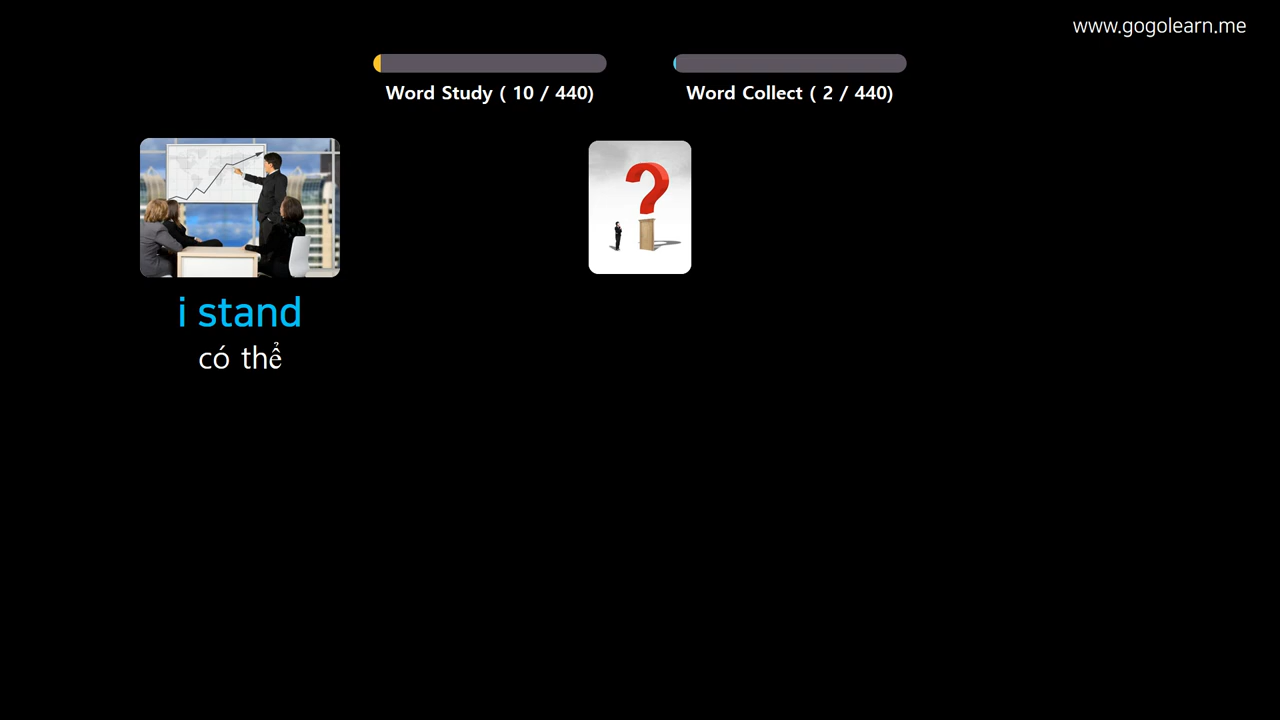 www.gogolearn.me
Word Study ( 10 / 440)
Word Collect ( 2 / 440)
i stand
có thể